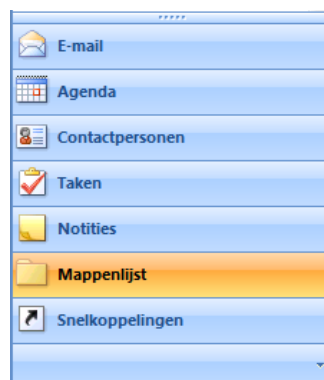 E-mail
Agenda
Contactpersonen
Taken
Notities
Mappenlijst
Snelkoppelingen